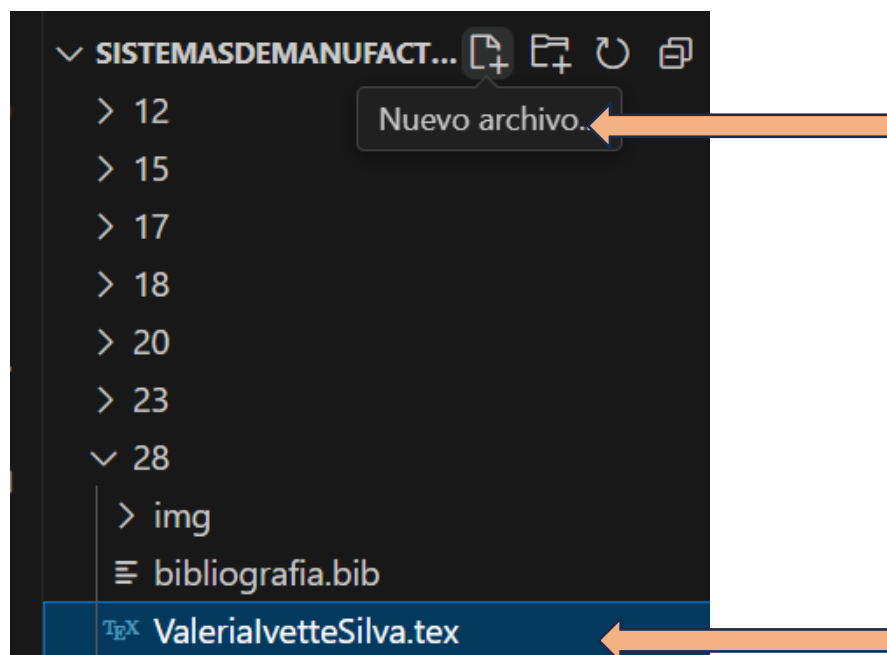 SISTEMASDEMANUFACT...
12
Nuevo archivo..
15
17
18
20
23
28
img
bibliografia.bib
TEX ValeriaIvetteSilva.tex